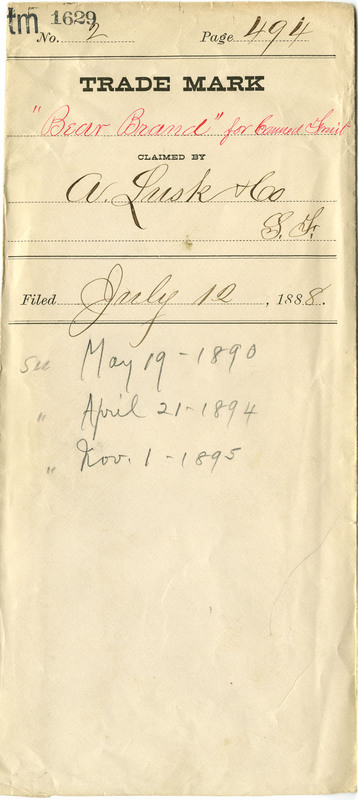 tm 1629
No. 2 Page 494
TRADE MARK
"Bear Brand" for Canned Fruit
CLAIMED BY
A. Lusk & Co
S. F.
Filed July 12, 1888.
See May 19-1890
" April 21-1894
" Nov. 1-1895